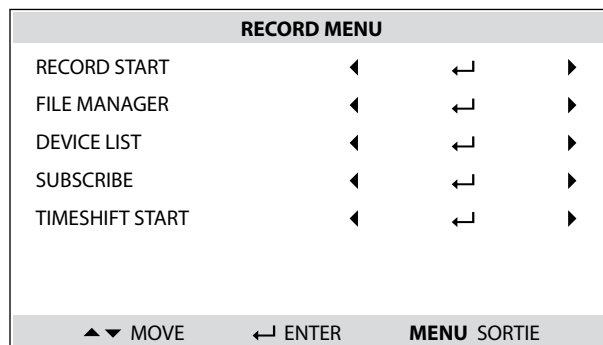 RECORD MENU
RECORD START
FILE MANAGER
DEVICE LIST
SUBSCRIBE
TIMESHIFT START
MOVE ENTER MENU SORTIE